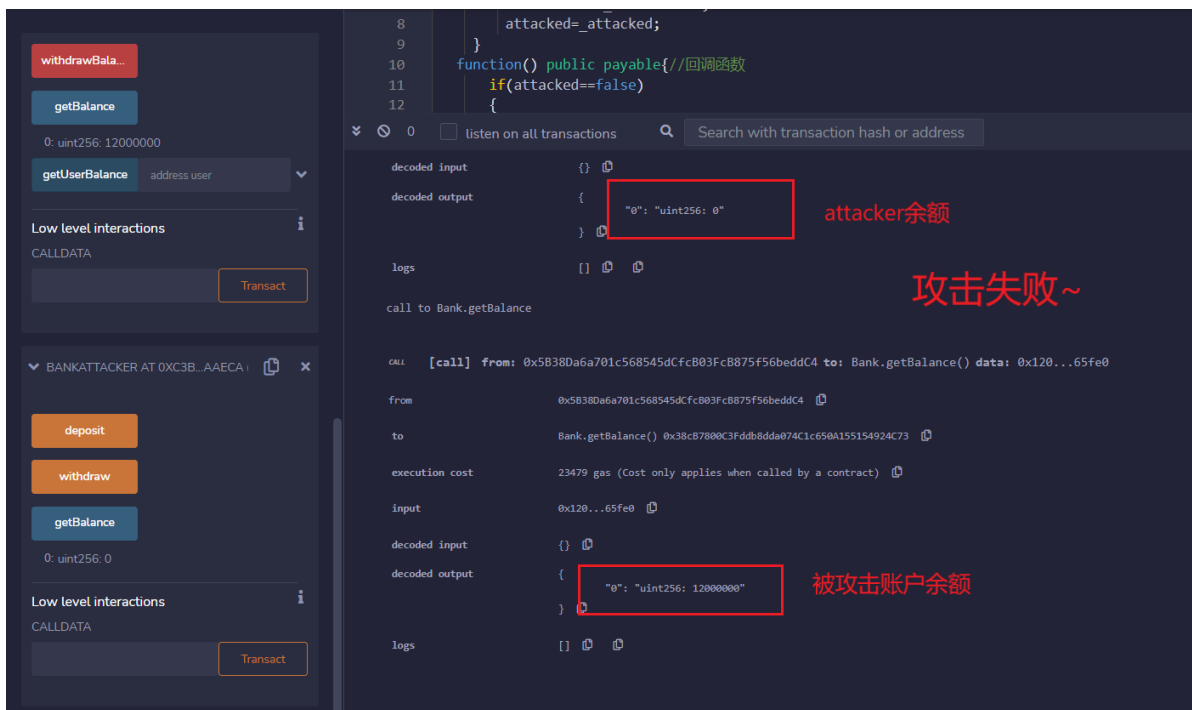 withdrawBala...
getBalance
0: uint256: 12000000
getUserBalance address user
Low level interactions
i
CALLDATA
Transact
BANKATTACKER AT 0XC3B...AAECA
deposit
withdraw
getBalance
0: uint256: 0
Low level interactions
i
CALLDATA
Transact
8 attacked=_attacked;
9 }
10 function() public payable{//回调函数
11 if(attacked==false)
12 {
0 listen on all transactions Search with transaction hash or address
decoded input {}
decoded output {
"0": "uint256: 0"
attacker余额
}
logs []
攻击失败~
call to Bank.getBalance
CALL [call] from: 0x5B38Da6a701c568545dCfcB03FcB875f56beddC4 to: Bank.getBalance() data: 0x120...65fe0
from 0x5B38Da6a701c568545dCfcB03FcB875f56beddC4
to Bank.getBalance() 0x38cB7800C3Fddb8dda074C1c650A155154924C73
execution cost 23479 gas (Cost only applies when called by a contract)
input 0x120...65fe0
decoded input {}
decoded output {
"0": "uint256: 12000000"
被攻击账户余额
}
logs []